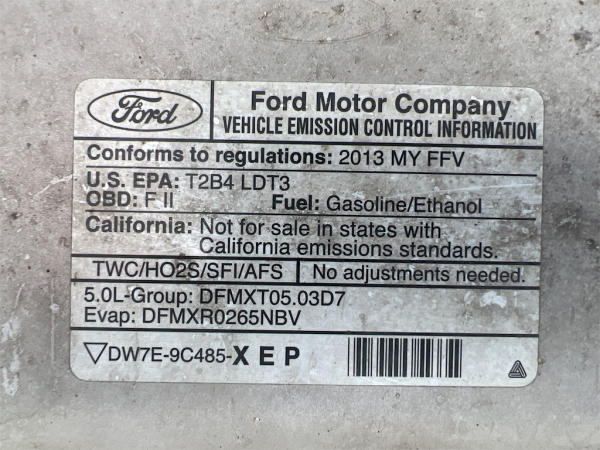 Ford
Ford Motor Company
VEHICLE EMISSION CONTROL INFORMATION
Conforms to regulations: 2013 MY FFV
U.S. EPA: T2B4 LDT3
OBD: F II Fuel: Gasoline/Ethanol
California: Not for sale in states with
California emissions standards.
TWC/HO2S/SFI/AFS No adjustments needed.
5.0L-Group: DFMXT05.03D7
Evap: DFMXR0265NBV
DW7E-9C485-XEP